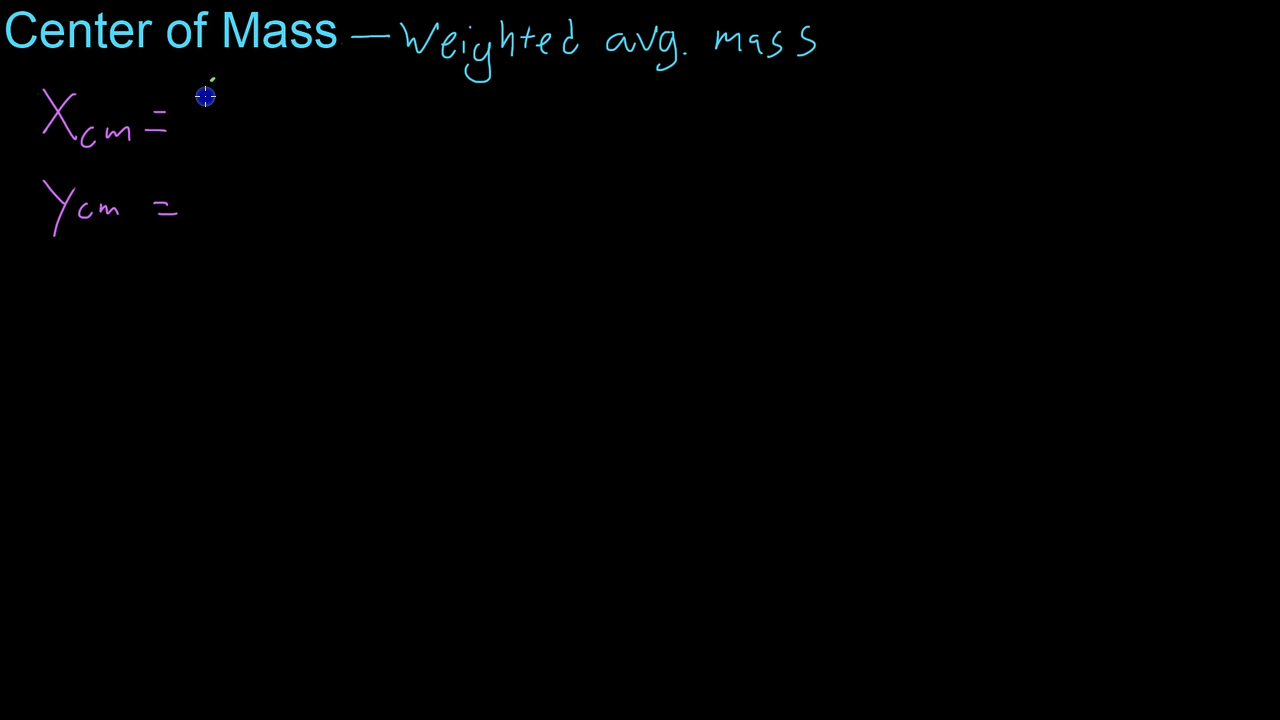 Center of Mass — Weighted avg. mass
Xcm =
Ycm =